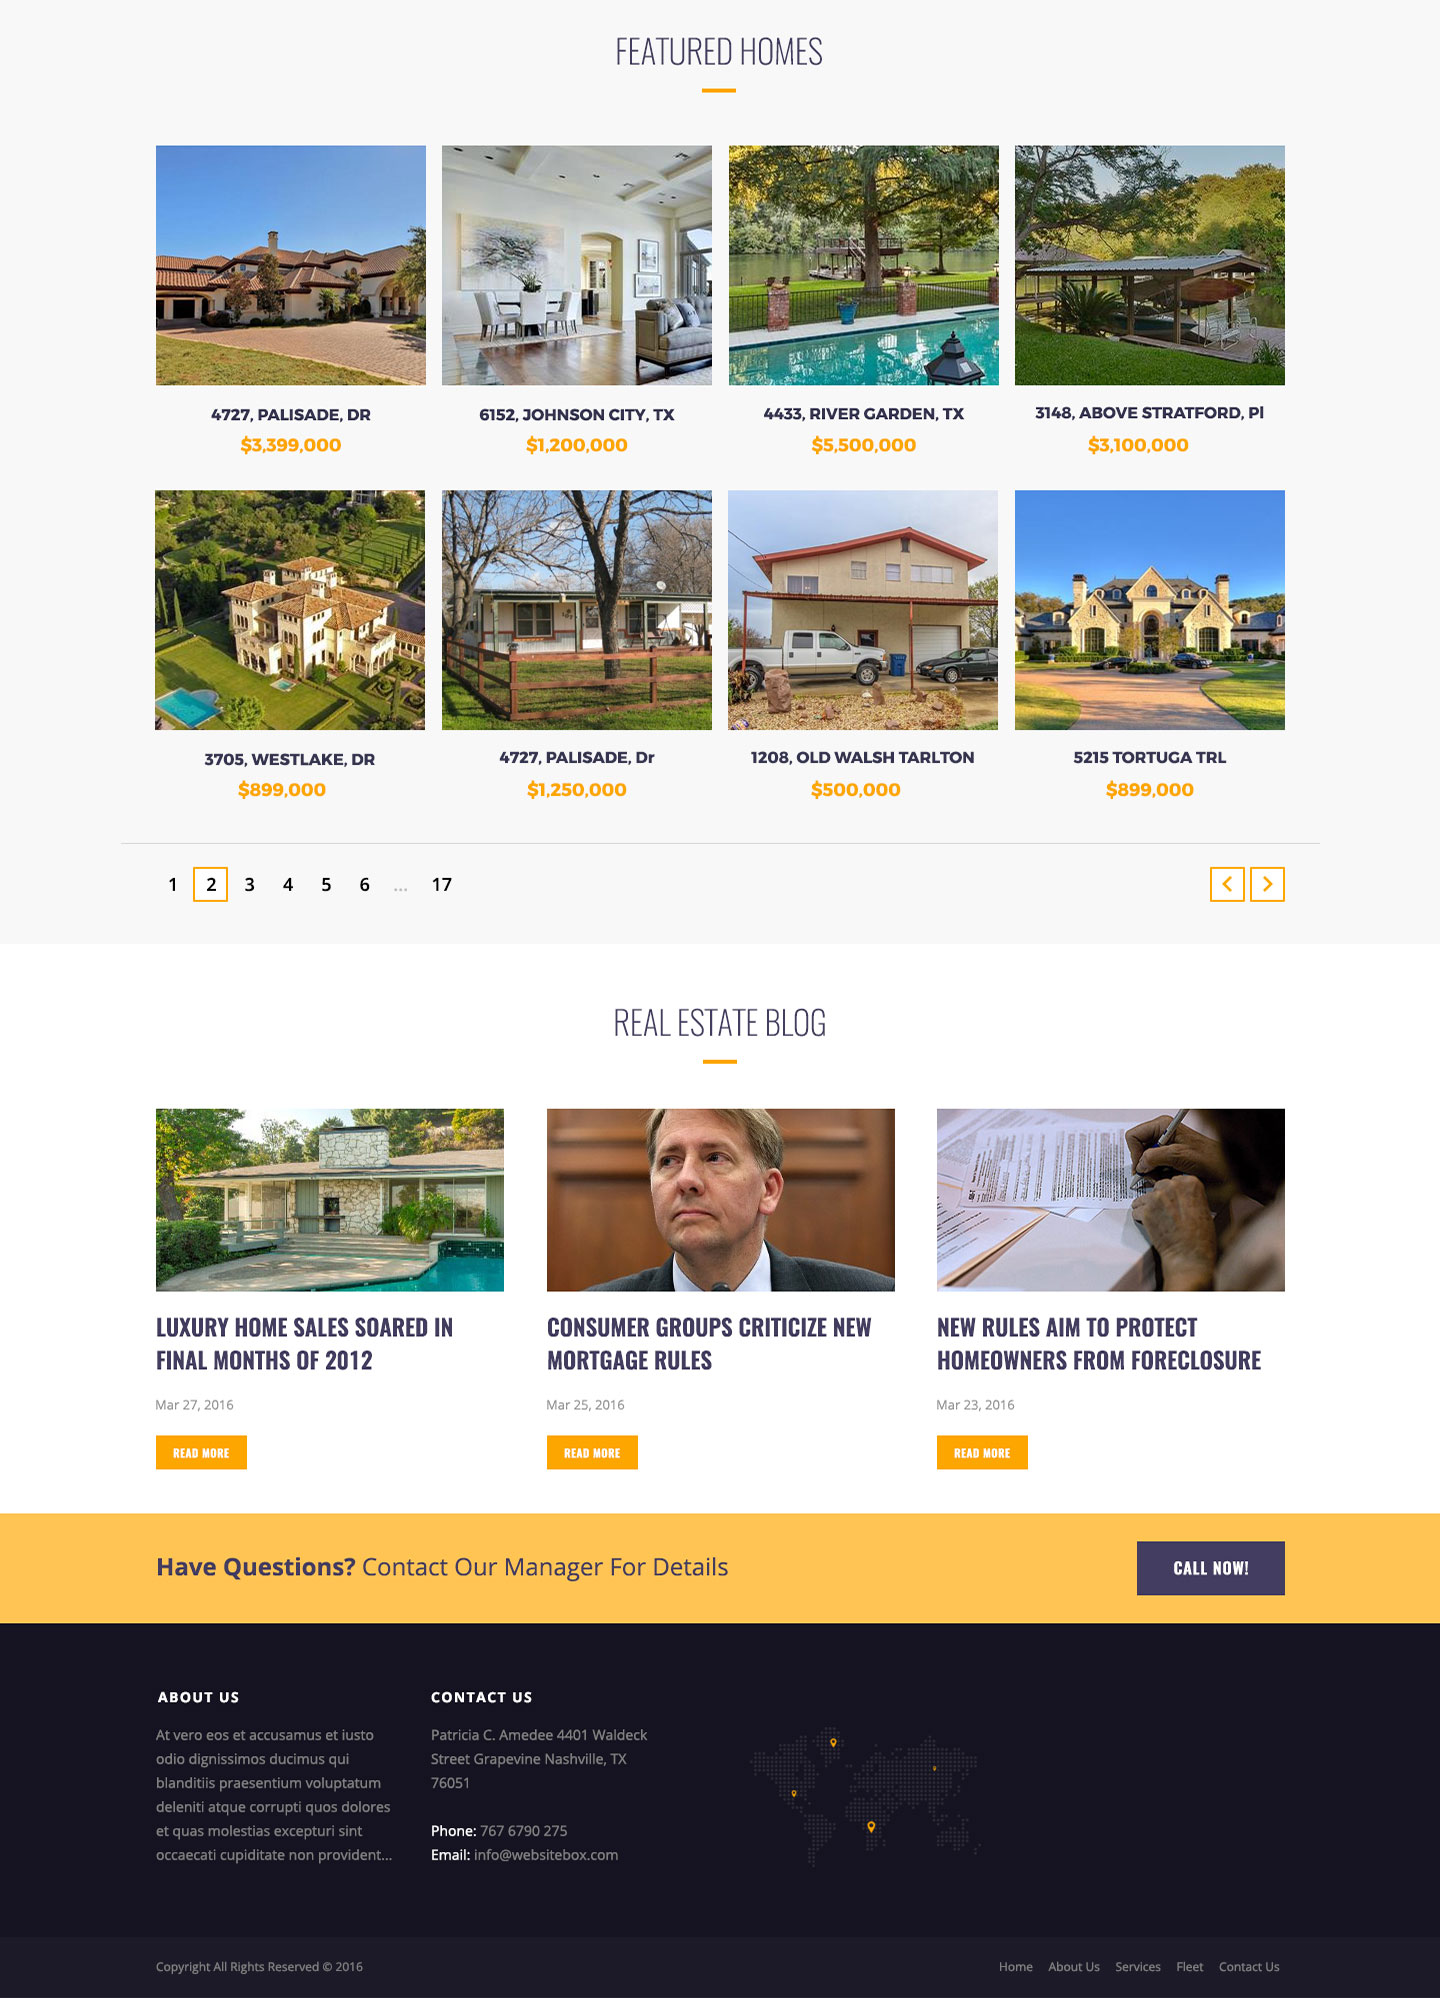 FEATURED HOMES
4727, PALISADE, DR
$3,399,000
6152, JOHNSON CITY, TX
$1,200,000
4433, RIVER GARDEN, TX
$5,500,000
3148, ABOVE STRATFORD, Pl
$3,100,000
3705, WESTLAKE, DR
$899,000
4727, PALISADE, Dr
$1,250,000
1208, OLD WALSH TARLTON
$500,000
5215 TORTUGA TRL
$899,000
1 2 3 4 5 6 ... 17
REAL ESTATE BLOG
LUXURY HOME SALES SOARED IN
FINAL MONTHS OF 2012
Mar 27, 2016
READ MORE
CONSUMER GROUPS CRITICIZE NEW
MORTGAGE RULES
Mar 25, 2016
READ MORE
NEW RULES AIM TO PROTECT
HOMEOWNERS FROM FORECLOSURE
Mar 23, 2016
READ MORE
Have Questions? Contact Our Manager For Details
CALL NOW!
ABOUT US
At vero eos et accusamus et iusto
odio dignissimos ducimus qui
blanditiis praesentium voluptatum
deleniti atque corrupti quos dolores
et quas molestias excepturi sint
occaecati cupiditate non provident...
CONTACT US
Patricia C. Amedee 4401 Waldeck
Street Grapevine Nashville, TX
76051
Phone: 767 6790 275
Email: info@websitebox.com
Copyright All Rights Reserved © 2016
Home About Us Services Fleet Contact Us